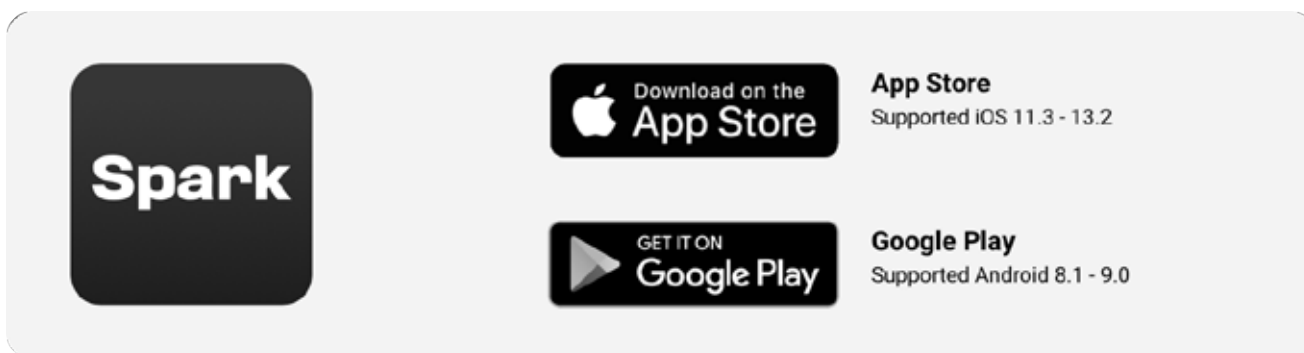 Spark
Download on the
App Store
App Store
Supported iOS 11.3 - 13.2
GET IT ON
Google Play
Google Play
Supported Android 8.1 - 9.0